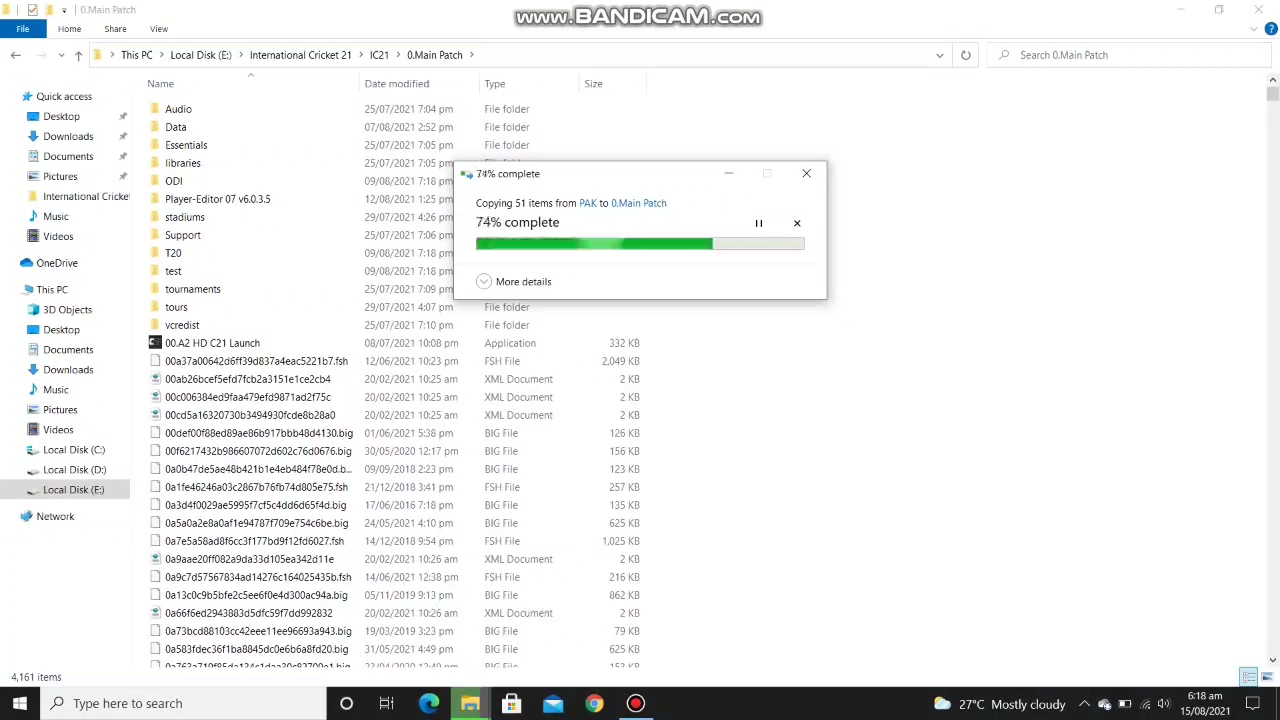 0.Main Patch
www.BANDICAM.com
File Home Share View
This PC Local Disk (E:) International Cricket 21 IC21 0.Main Patch
Search 0.Main Patch
Name Date modified Type Size
Quick access
Desktop
Downloads
Documents
Pictures
International Cricket
Music
Videos
OneDrive
This PC
3D Objects
Desktop
Documents
Downloads
Music
Pictures
Videos
Local Disk (C:)
Local Disk (D:)
Local Disk (E:)
Network
Audio 25/07/2021 7:04 pm File folder
Data 07/08/2021 2:52 pm File folder
Essentials 25/07/2021 7:05 pm File folder
libraries 25/07/2021 7:05 pm File folder
ODI 09/08/2021 7:18 pm
Player-Editor 07 v6.0.3.5 12/08/2021 1:25 pm
stadiums 29/07/2021 4:26 pm
Support 25/07/2021 7:06 pm
T20 09/08/2021 7:18 pm
test 09/08/2021 7:18 pm
tournaments 25/07/2021 7:09 pm
tours 29/07/2021 4:07 pm File folder
vcredist 25/07/2021 7:10 pm File folder
00.A2 HD C21 Launch 08/07/2021 10:08 pm Application 332 KB
00a37a00642d6ff39d837a4eac5221b7.fsh 12/06/2021 10:23 pm FSH File 2,049 KB
00ab26bcef5efd7fcb2a3151e1ce2cb4 20/02/2021 10:25 am XML Document 2 KB
00c006384ed9faa479efd9871ad2f75c 20/02/2021 10:25 am XML Document 2 KB
00cd5a16320730b3494930fcde8b28a0 20/02/2021 10:25 am XML Document 2 KB
00def00f88ed89ae86b917bbb48d4130.big 01/06/2021 5:38 pm BIG File 126 KB
00f6217432b986607072d602c76d0676.big 30/05/2020 12:17 pm BIG File 156 KB
0a0b47de5ae48b421b1e4eb484f78e0d.b... 09/09/2018 2:23 pm BIG File 123 KB
0a1fe46246a03c2867b76fb74d805e75.fsh 21/12/2018 3:41 pm FSH File 257 KB
0a3d4f0029ae5995f7cf5c4dd6d65f4d.big 17/06/2016 7:18 pm BIG File 135 KB
0a5a0a2e8a0af1e94787f709e754c6be.big 24/05/2021 4:10 pm BIG File 625 KB
0a7e5a58ad8f6cc3f177bd9f12fd6027.fsh 14/12/2018 9:54 pm FSH File 1,025 KB
0a9aae20ff082a9da33d105ea342d11e 20/02/2021 10:26 am XML Document 2 KB
0a9c7d57567834ad14276c164025435b.fsh 14/06/2021 12:38 pm FSH File 216 KB
0a13c0c9b5bfe2c5ee6f0e4d300ac94a.big 05/11/2019 9:13 pm BIG File 862 KB
0a66f6ed2943883d5dfc59f7dd992832 20/02/2021 10:26 am XML Document 2 KB
0a73bcd88103cc42eee11ee96693a943.big 19/03/2019 3:23 pm BIG File 79 KB
0a583fdec36f1ba8845dc0e6b6a8fd20.big 31/05/2021 4:49 pm BIG File 625 KB
74% complete
Copying 51 items from PAK to 0.Main Patch
74% complete
More details
4,161 items
Type here to search
27°C Mostly cloudy
6:18 am
15/08/2021